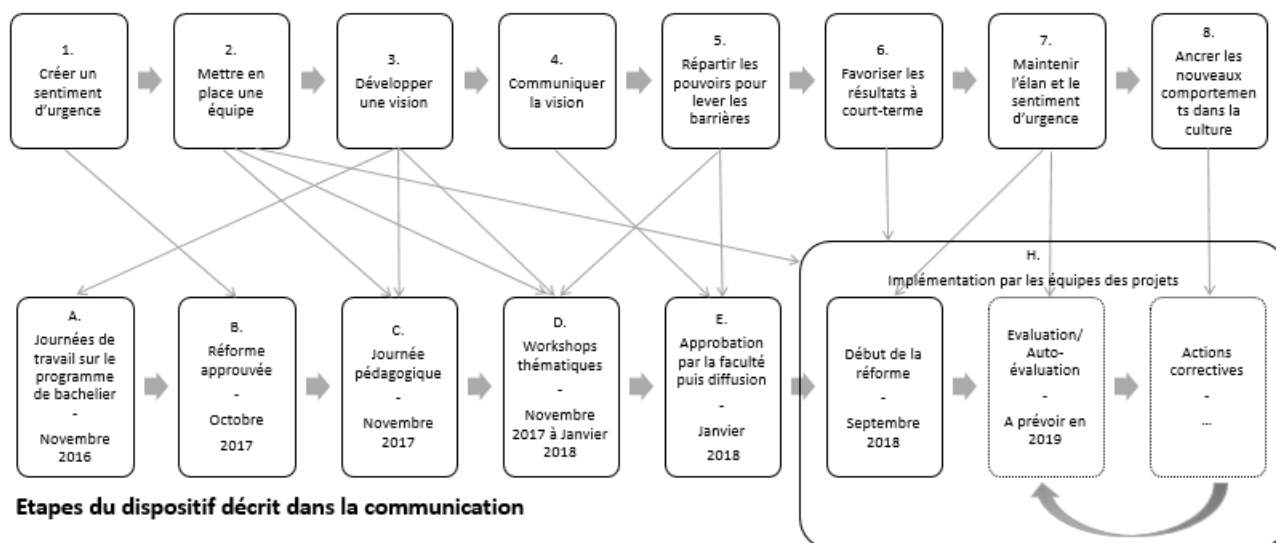 1.
Créer un
sentiment
d'urgence
2.
Mettre en
place une
équipe
3.
Développer
une vision
4.
Communiquer
la vision
5.
Répartir les
pouvoirs pour
lever les
barrières
6.
Favoriser les
résultats à
court-terme
7.
Maintenir
l'élan et le
sentiment
d'urgence
8.
Ancrer les
nouveaux
comportemen
ts dans la
culture
H.
Implémentation par les équipes des projets
A.
Journées de
travail sur le
programme
de bachelier
-
Novembre
2016
B.
Réforme
approuvée
-
Octobre
2017
C.
Journée
pédagogique
-
Novembre
2017
D.
Workshops
thématiques
-
Novembre
2017 à Janvier
2018
E.
Approbation
par la faculté
puis diffusion
-
Janvier
2018
Début de la
réforme
-
Septembre
2018
Evaluation/
Auto-
évaluation
-
A prévoir en
2019
Actions
correctives
-
...
Etapes du dispositif décrit dans la communication